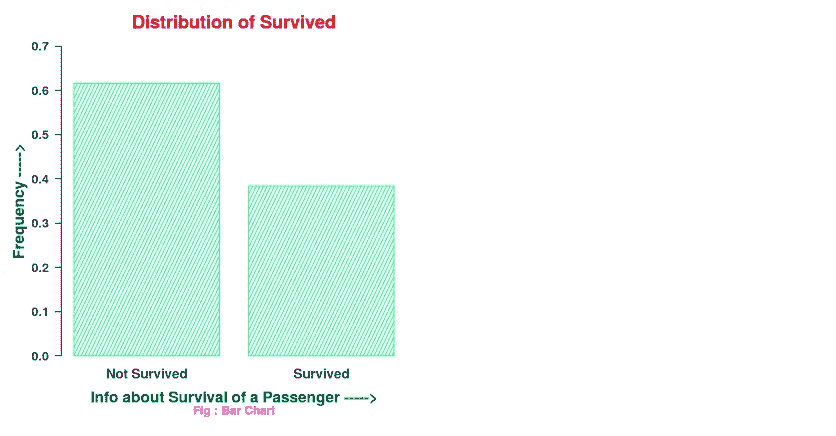 Distribution of Survived
0.7
0.6
0.5
0.4
0.3
0.2
0.1
0.0
Frequency ----->
Not Survived
Survived
Info about Survival of a Passenger ----->
Fig : Bar Chart